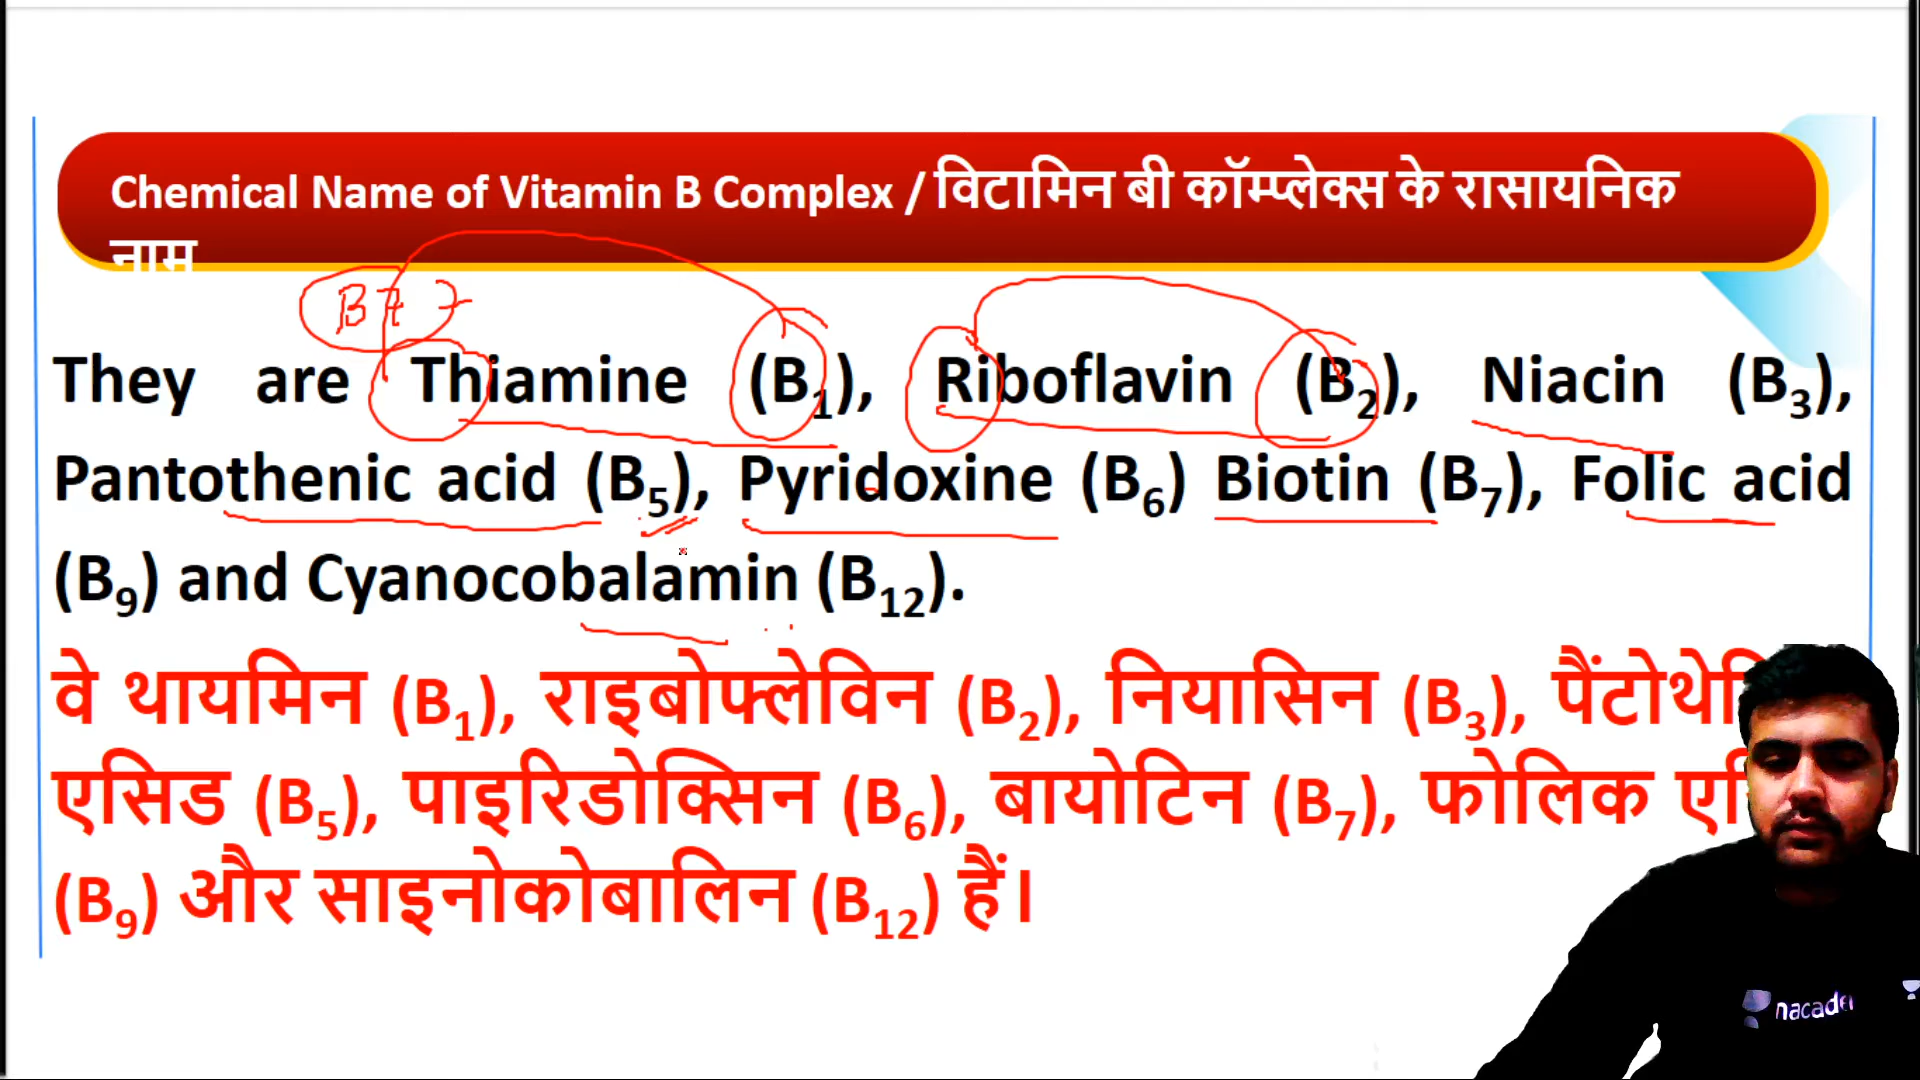 Chemical Name of Vitamin B Complex / विटामिन बी कॉम्प्लेक्स के रासायनिक
नाम
B7
They are Thiamine (B1), Riboflavin (B2), Niacin (B3),
Pantothenic acid (B5), Pyridoxine (B6) Biotin (B7), Folic acid
(B9) and Cyanocobalamin (B12).
वे थायमिन (B1), राइबोफ्लेविन (B2), नियासिन (B3),
एसिड (B5), पाइरिडोक्सिन (B6), बायोटिन (B7), फोलिक
(B9) और साइनोकोबालिन (B12) हैं।
nacade